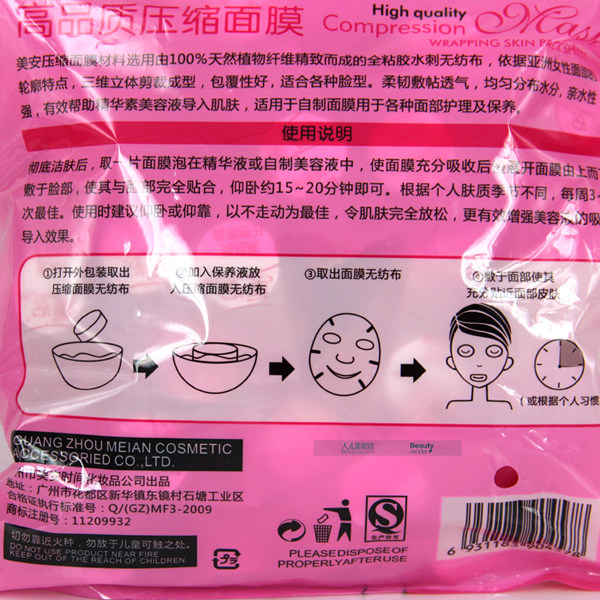 高品质压缩面膜
High quality
Compression Mas
WRAPPING SKIN
美安压缩面膜材料选用由100%天然植物纤维精致而成的全粘胶水刺无纺布，依据亚洲女性面部的
轮廓特点，三维立体剪裁成型，包覆性好，适合各种脸型。柔韧敷帖透气，均匀分布水分，亲水性
强，有效帮助精华素美容液导入肌肤，适用于自制面膜用于各种面部护理及保养。
使用说明
彻底洁肤后，取一片面膜泡在精华液或自制美容液中，使面膜充分吸收后，展开面膜由上而
敷于脸部，使其与脸部完全贴合，仰卧约15~20分钟即可。根据个人肤质季节不同，每周3-
次最佳。使用时建议仰卧或仰靠，以不走动为最佳，令肌肤完全放松，更有效增强美容液的吸
导入效果。
①打开外包装取出
压缩面膜无纺布
②加入保养液放
入压缩面膜无纺布
③取出面膜无纺布
④敷于面部使其
充分贴近面部皮肤
（或根据个人习惯
GUANG ZHOU MEIAN COSMETIC
ACCESSORIED CO.,LTD.
州市美安时间化妆品公司出品
地址：广州市花都区新华镇东镜村石塘工业区
合格证执行标准号：Q/(GZ)MF3-2009
商标注册号：11209932
切勿靠近火种，勿放于儿童可触之处。
DO NOT USE PRODUCT NEAR FIRE
KEEP OUT OF REACH OF CHILDREN
プラ
PLEASE DISPOSE OF
PROPERLY AFTER USE
生产许可
Beauty